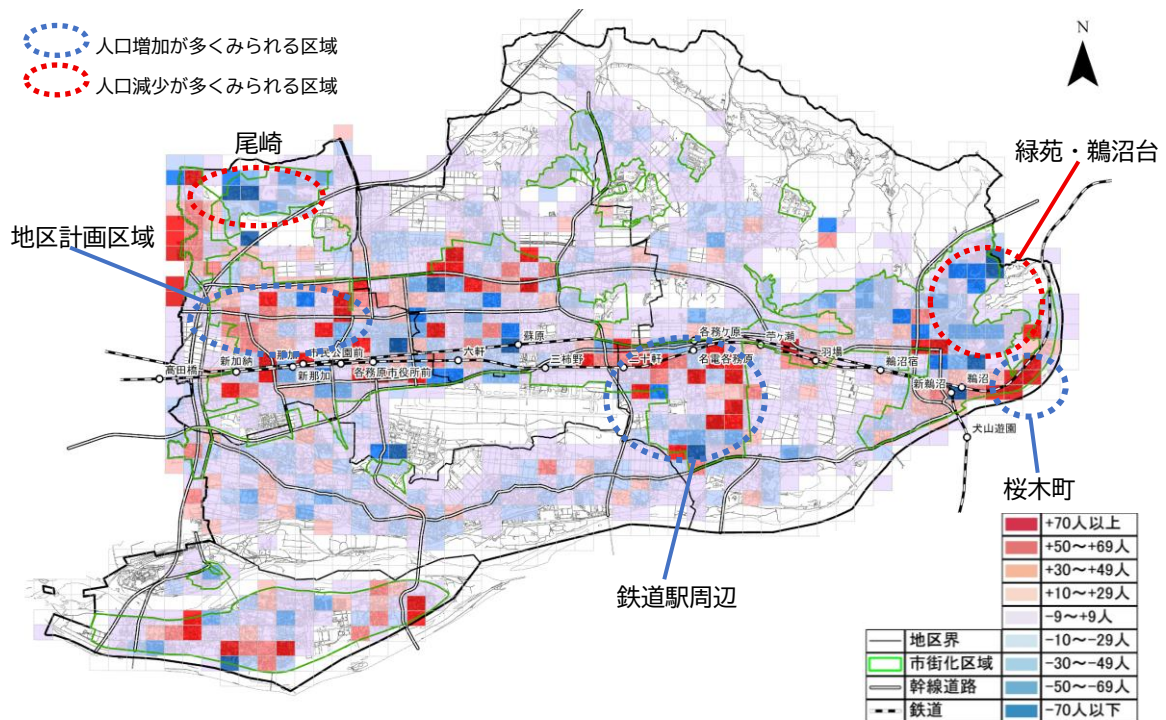 人口増加が多くみられる区域
人口減少が多くみられる区域
N
尾崎
緑苑・鵜沼台
地区計画区域
高田橋
新加納
新那加
市民公園前
各務原市役所前
六軒
蘇原
三柿野
二十軒
各務ケ原
名電各務原
苧ヶ瀬
羽場
鵜沼宿
新鵜沼
鵜沼
犬山遊園
桜木町
鉄道駅周辺
+70人以上
+50～+69人
+30～+49人
+10～+29人
-9～+9人
地区界
-10～-29人
市街化区域
-30～-49人
幹線道路
-50～-69人
鉄道
-70人以下